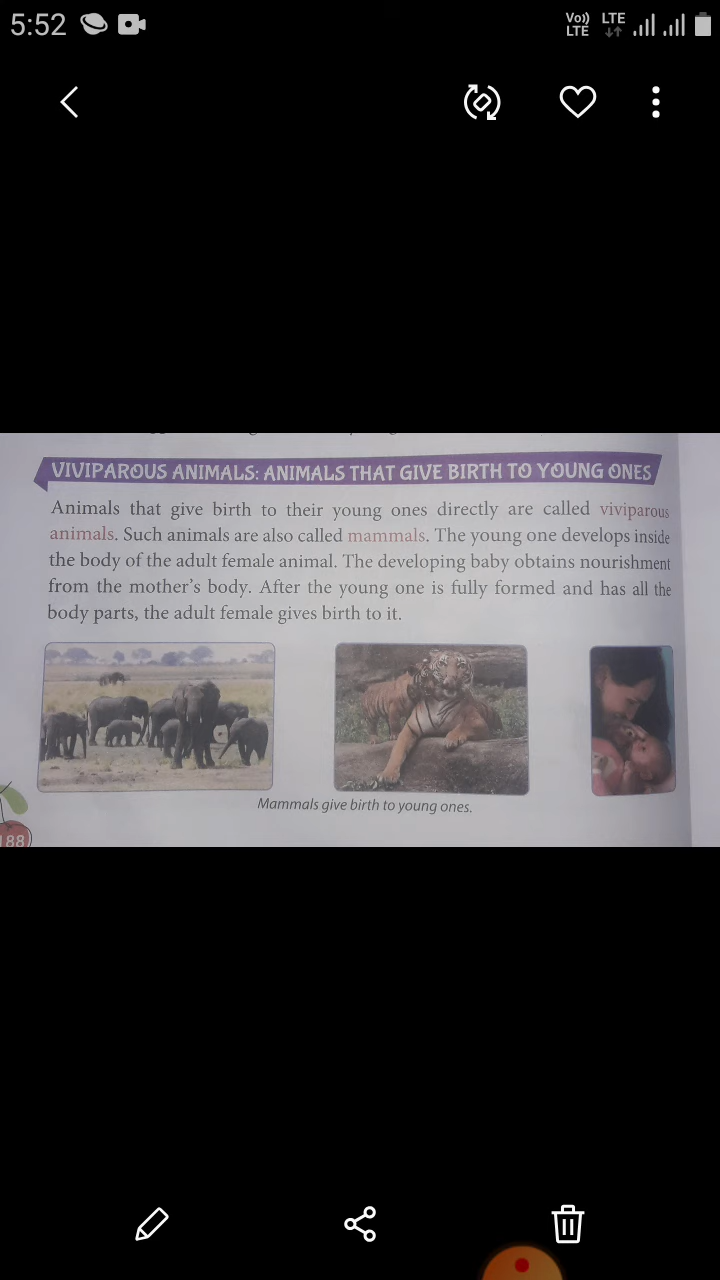 5:52
Vo))
LTE
LTE
VIVIPAROUS ANIMALS: ANIMALS THAT GIVE BIRTH TO YOUNG ONES
Animals that give birth to their young ones directly are called viviparous
animals. Such animals are also called mammals. The young one develops inside
the body of the adult female animal. The developing baby obtains nourishment
from the mother's body. After the young one is fully formed and has all the
body parts, the adult female gives birth to it.
Mammals give birth to young ones.
188